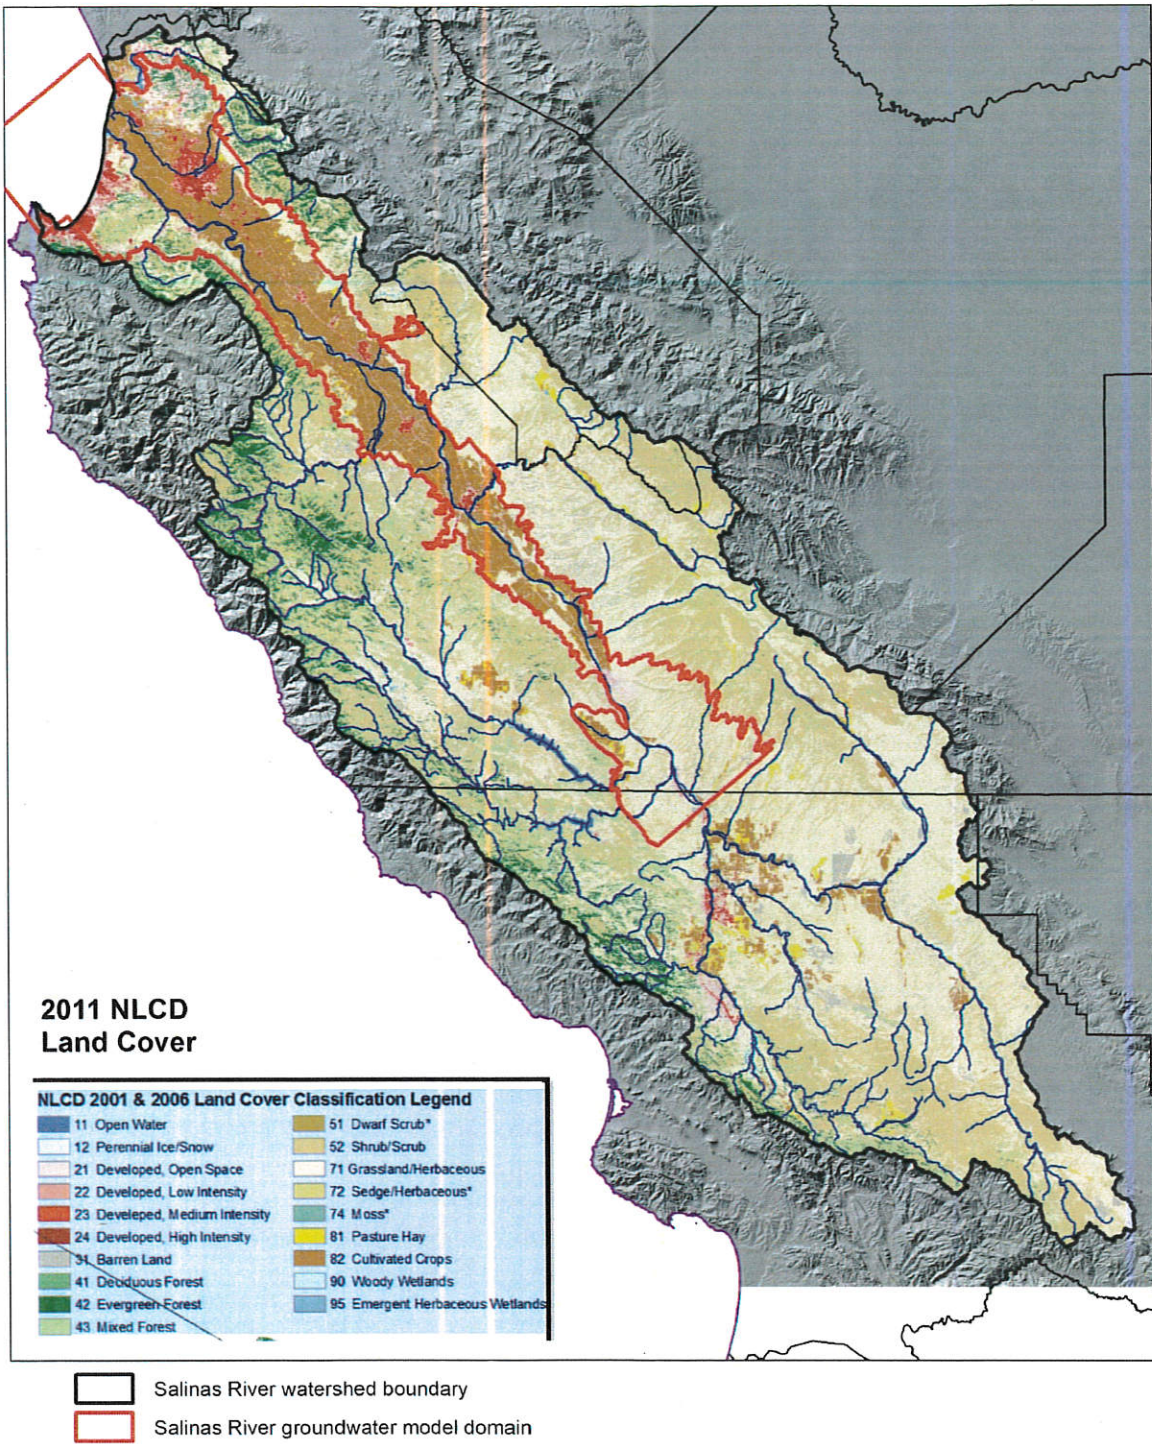 2011 NLCD
Land Cover
NLCD 2001 & 2006 Land Cover Classification Legend
11 Open Water
12 Perennial Ice/Snow
21 Developed, Open Space
22 Developed, Low Intensity
23 Developed, Medium Intensity
24 Developed, High Intensity
31 Barren Land
41 Deciduous Forest
42 Evergreen Forest
43 Mixed Forest
51 Dwarf Scrub*
52 Shrub/Scrub
71 Grassland/Herbaceous
72 Sedge/Herbaceous*
74 Moss*
81 Pasture Hay
82 Cultivated Crops
90 Woody Wetlands
95 Emergent Herbaceous Wetlands
Salinas River watershed boundary
Salinas River groundwater model domain